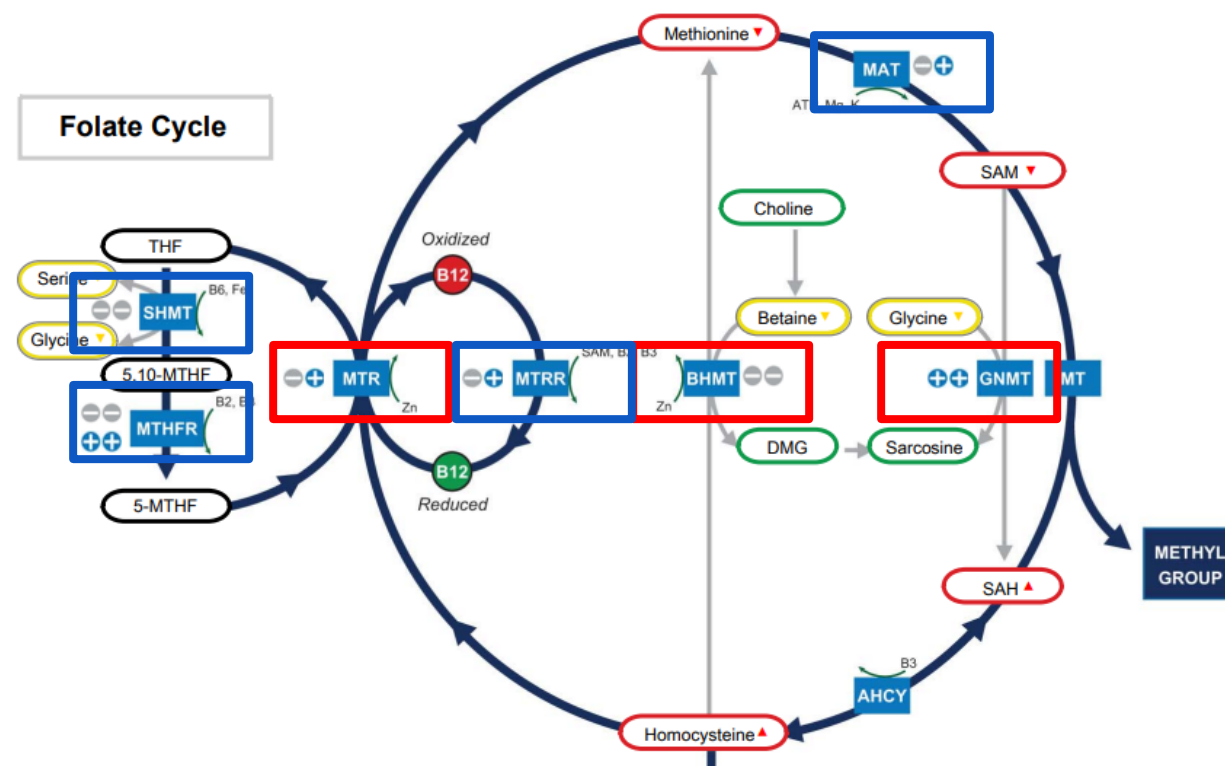 Methionine
MAT
Folate Cycle
SAM
Choline
THF
Oxidized
B12
B6, Fe
SHMT
Betaine
Glycine
Glycine
5,10-MTHF
MTR
Zn
MTRR
SAM,
B3
BHMT
Zn
GNMT
MT
B2,
MTHFR
DMG
Sarcosine
B12
Reduced
5-MTHF
METHYL
GROUP
SAH
B3
AHCY
Homocysteine